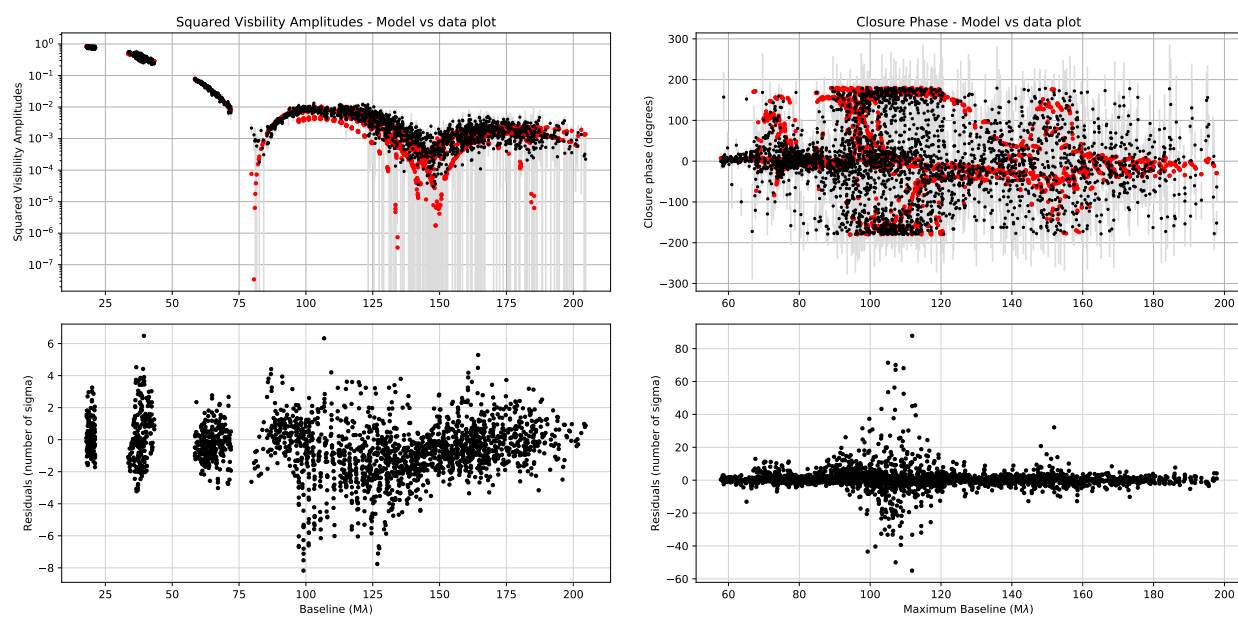 Squared Visbility Amplitudes - Model vs data plot
Squared Visibility Amplitudes
10^0
10^-1
10^-2
10^-3
10^-4
10^-5
10^-6
10^-7
25 50 75 100 125 150 175 200
Closure Phase - Model vs data plot
Closure phase (degrees)
300
200
100
0
−100
−200
−300
60 80 100 120 140 160 180 200
Residuals (number of sigma)
6
4
2
0
−2
−4
−6
−8
25 50 75 100 125 150 175 200
Baseline (Mλ)
Residuals (number of sigma)
80
60
40
20
0
−20
−40
−60
60 80 100 120 140 160 180 200
Maximum Baseline (Mλ)